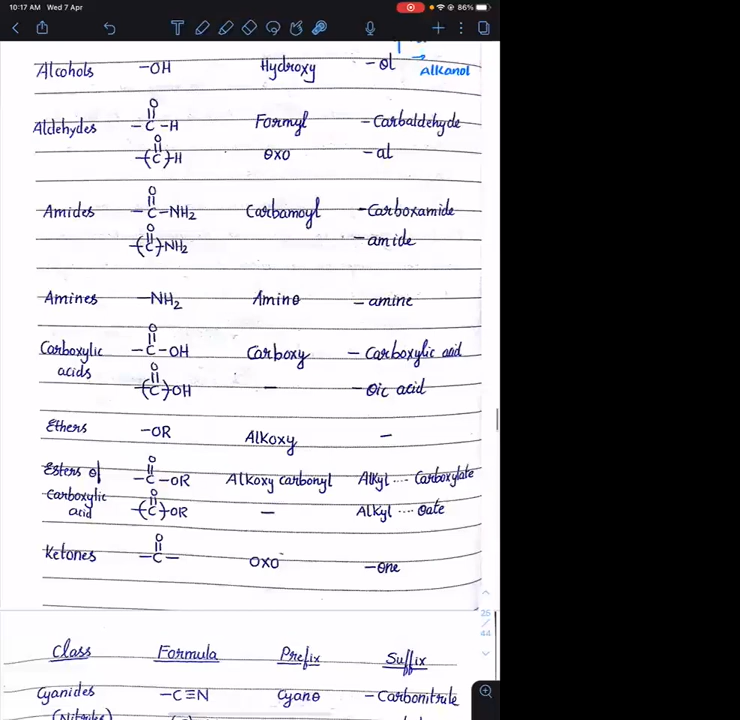 10:17 AM Wed 7 Apr 86%
Alcohols -OH Hydroxy -ol → Alkanol
O
Aldehydes -C-H Formyl -Carbaldehyde
O
-(C)-H oxo -al
O
Amides -C-NH2 Carbamoyl -Carboxamide
O
-(C)-NH2 -amide
Amines -NH2 Amino -amine
O
Carboxylic acids -C-OH Carboxy -Carboxylic acid
O
-(C)-OH - -oic acid
Ethers -OR Alkoxy -
O
Esters of -C-OR Alkoxy carbonyl Alkyl .... Carboxylate
Carboxylic acid O
-(C)-OR - Alkyl .... oate
O
Ketones -C- oxo -one
25
/
44
Class Formula Prefix Suffix
Cyanides -C≡N Cyano -Carbonitrile
(Nitriles)